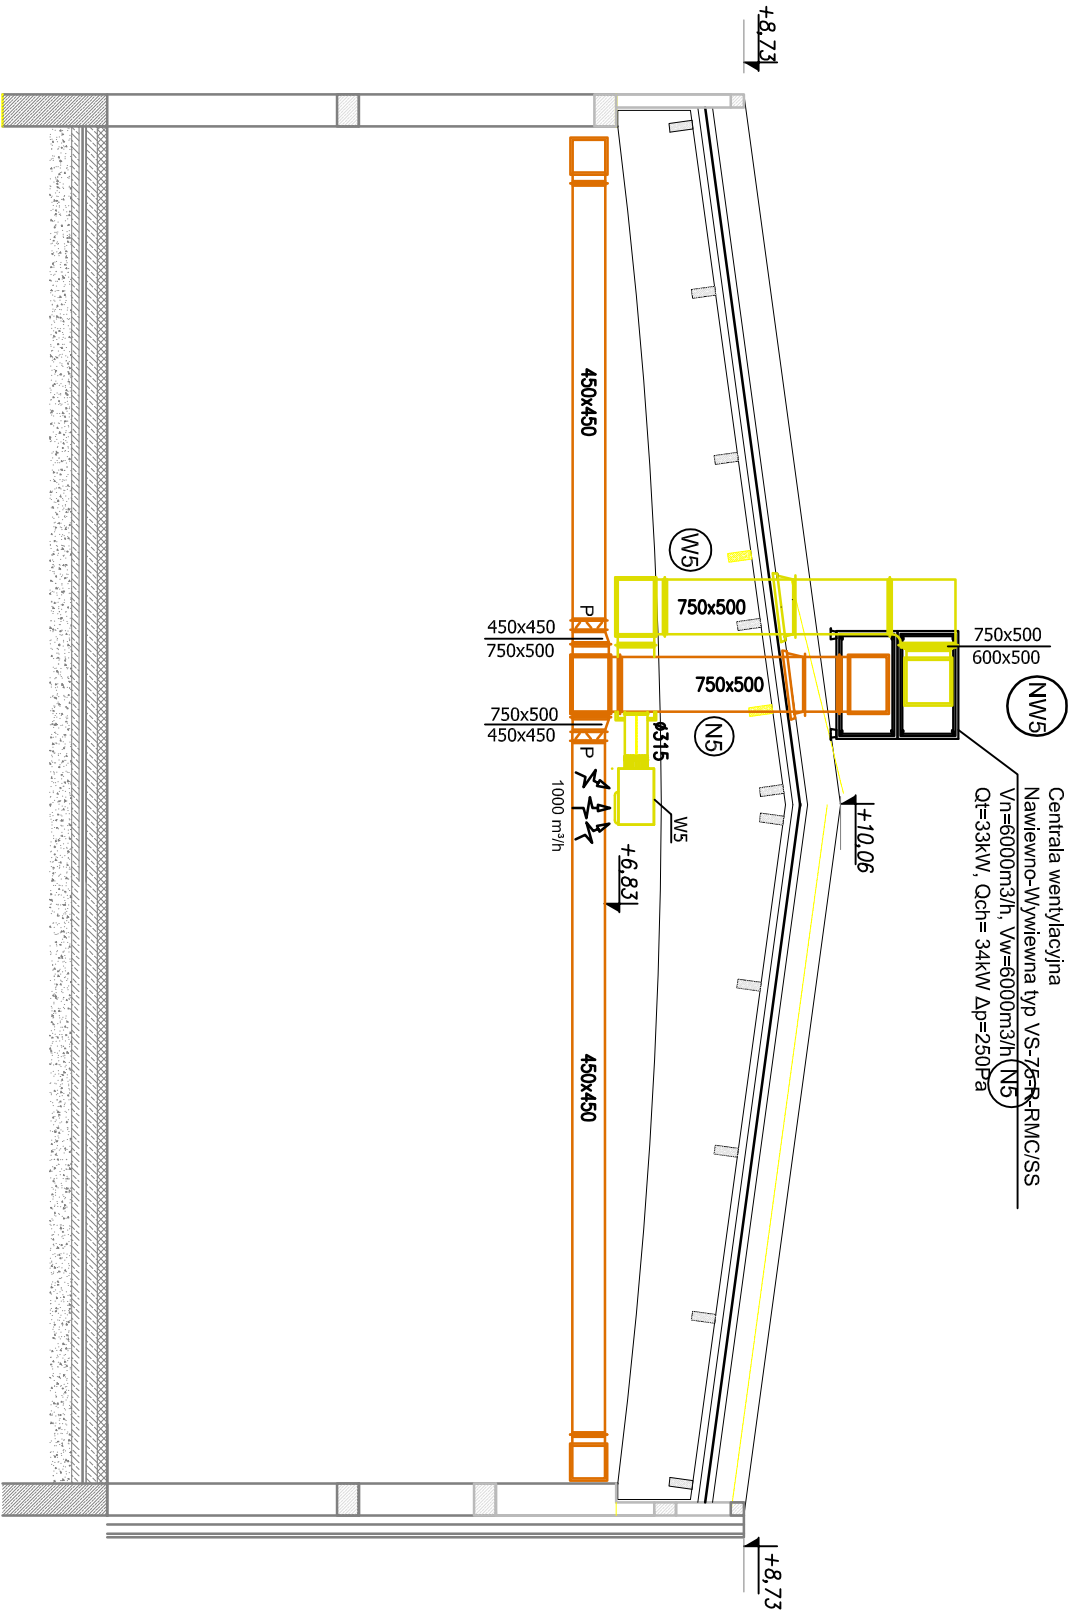 +8,73
Centrala wentylacyjna
Nawiewno-Wywiewna typ VS-75-R-RMC/SS
Vn=6000m3/h, Vw=6000m3/h
Qt=33kW, Qch= 34kW Δp=250Pa
N5
NW5
750x500
600x500
+10,06
W5
750x500
750x500
N5
ø315
W5
+6,83
450x450
P
450x450
750x500
750x500
450x450
P
1000 m³/h
450x450
+8,73